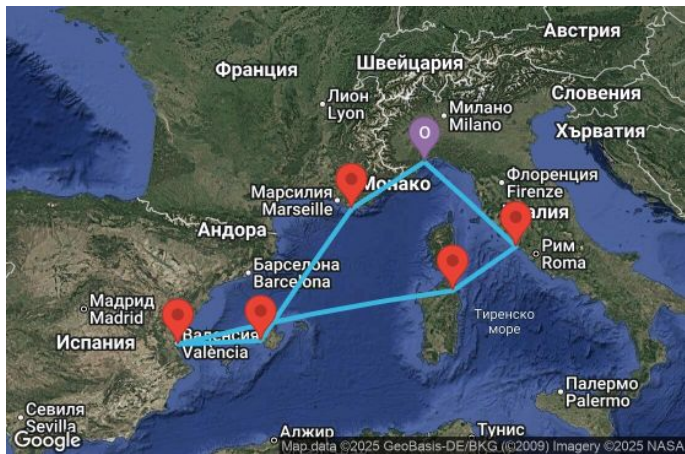 Австрия
Швейцария
Франция
Словения
Лион
Lyon
Милано
Milano
O
Хърватия
Монако
Флоренция
Firenze
Марсилия
Marseille
алия
Андора
Рим
Roma
Барселона
Barcelona
Мадрид
Madrid
Тиренско
море
Валенсия
València
Испания
Палермо
Palermo
Севиля
Sevilla
Алжир
Тунис
Google
Map data ©2025 GeoBasis-DE/BKG (©2009) Imagery ©2025 NASA